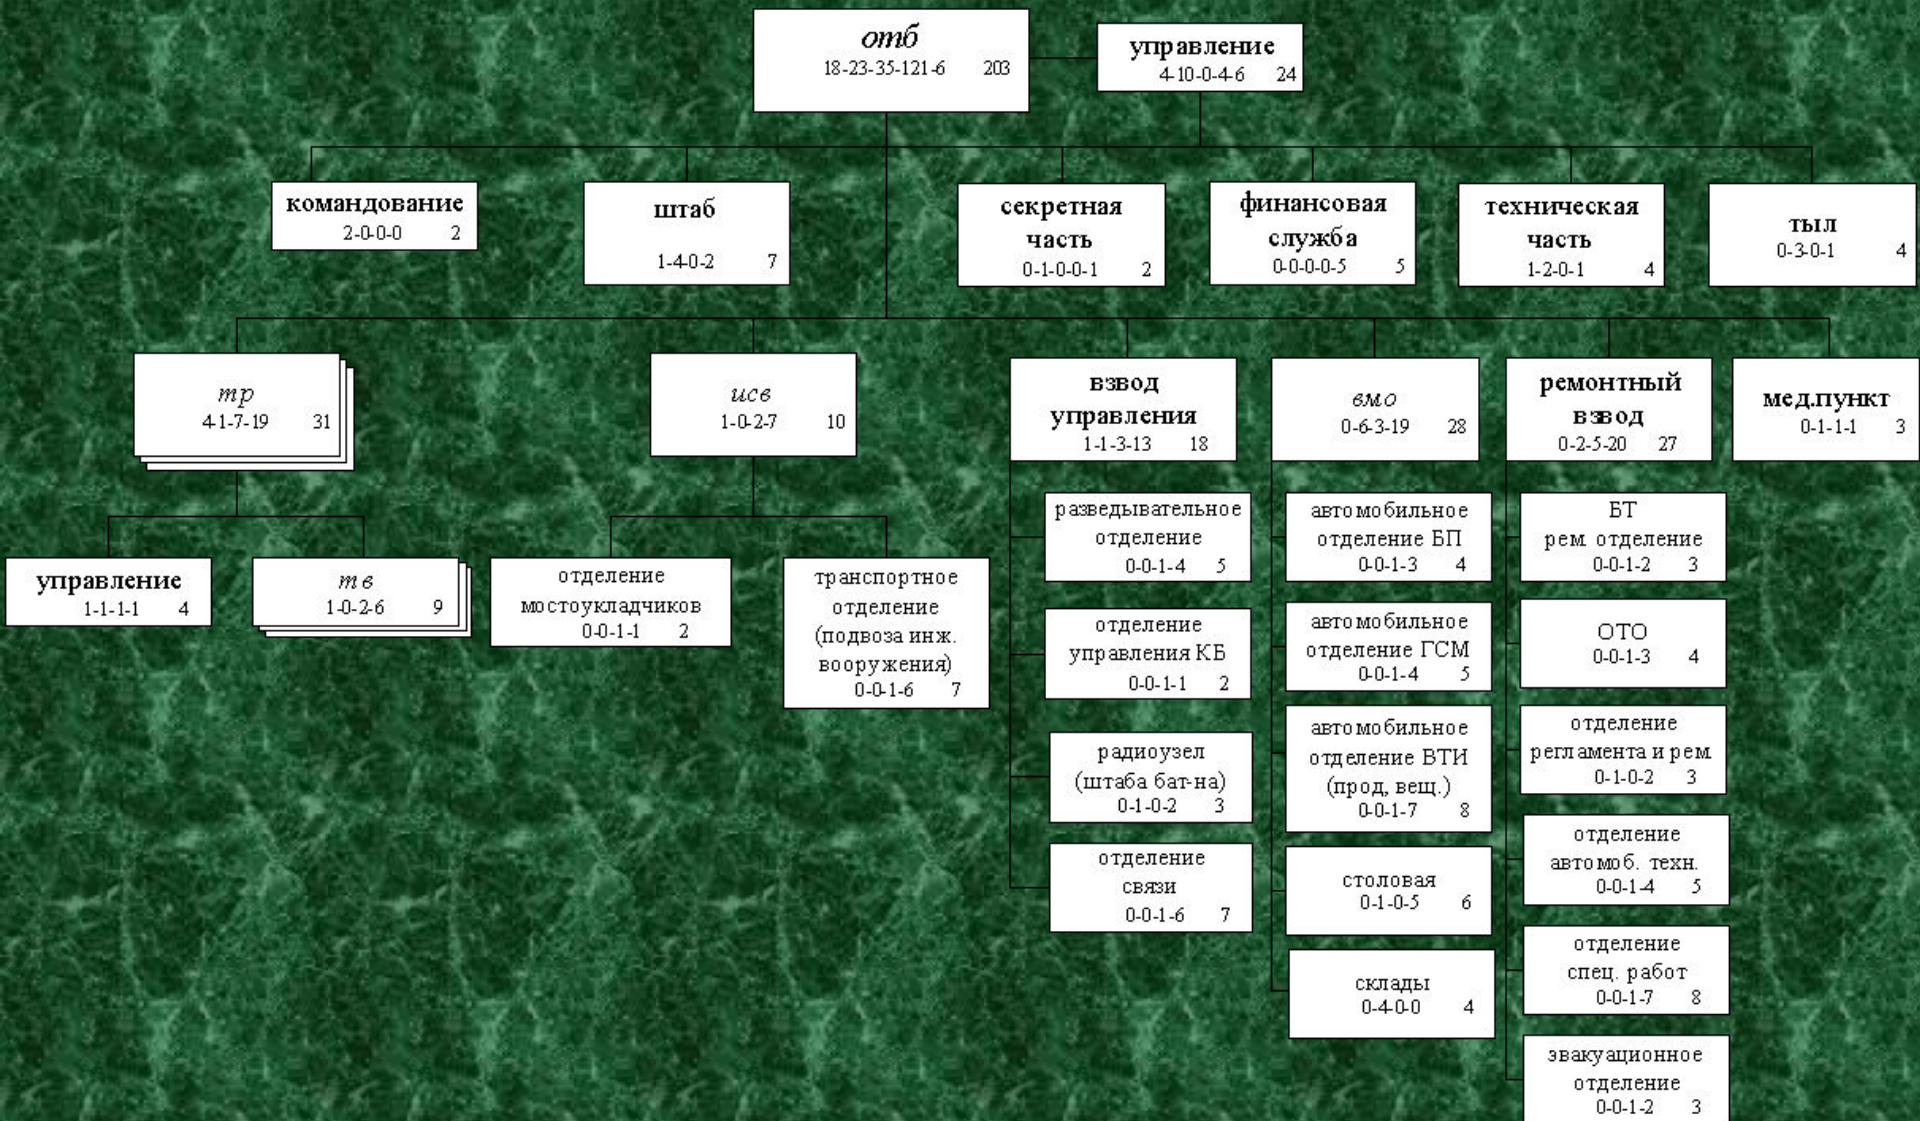 отб
18-23-35-121-6 203
управление
4-10-0-4-6 24
командование
2-0-0-0 2
штаб
1-4-0-2 7
секретная
часть
0-1-0-0-1 2
финансовая
служба
0-0-0-0-5 5
техническая
часть
1-2-0-1 4
тыл
0-3-0-1 4
тр
4-1-7-19 31
исв
1-0-2-7 10
взвод
управления
1-1-3-13 18
вмо
0-6-3-19 28
ремонтный
взвод
0-2-5-20 27
мед.пункт
0-1-1-1 3
управление
1-1-1-1 4
тв
1-0-2-6 9
отделение
мостоукладчиков
0-0-1-1 2
транспортное
отделение
(подвоза инж.
вооружения)
0-0-1-6 7
разведывательное
отделение
0-0-1-4 5
отделение
управления КБ
0-0-1-1 2
радиоузел
(штаба бат-на)
0-1-0-2 3
отделение
связи
0-0-1-6 7
автомобильное
отделение БП
0-0-1-3 4
автомобильное
отделение ГСМ
0-0-1-4 5
автомобильное
отделение ВТИ
(прод, вещ.)
0-0-1-7 8
столовая
0-1-0-5 6
склады
0-4-0-0 4
БТ
рем. отделение
0-0-1-2 3
ОТО
0-0-1-3 4
отделение
регламента и рем
0-1-0-2 3
отделение
автомоб. техн.
0-0-1-4 5
отделение
спец. работ
0-0-1-7 8
эвакуационное
отделение
0-0-1-2 3